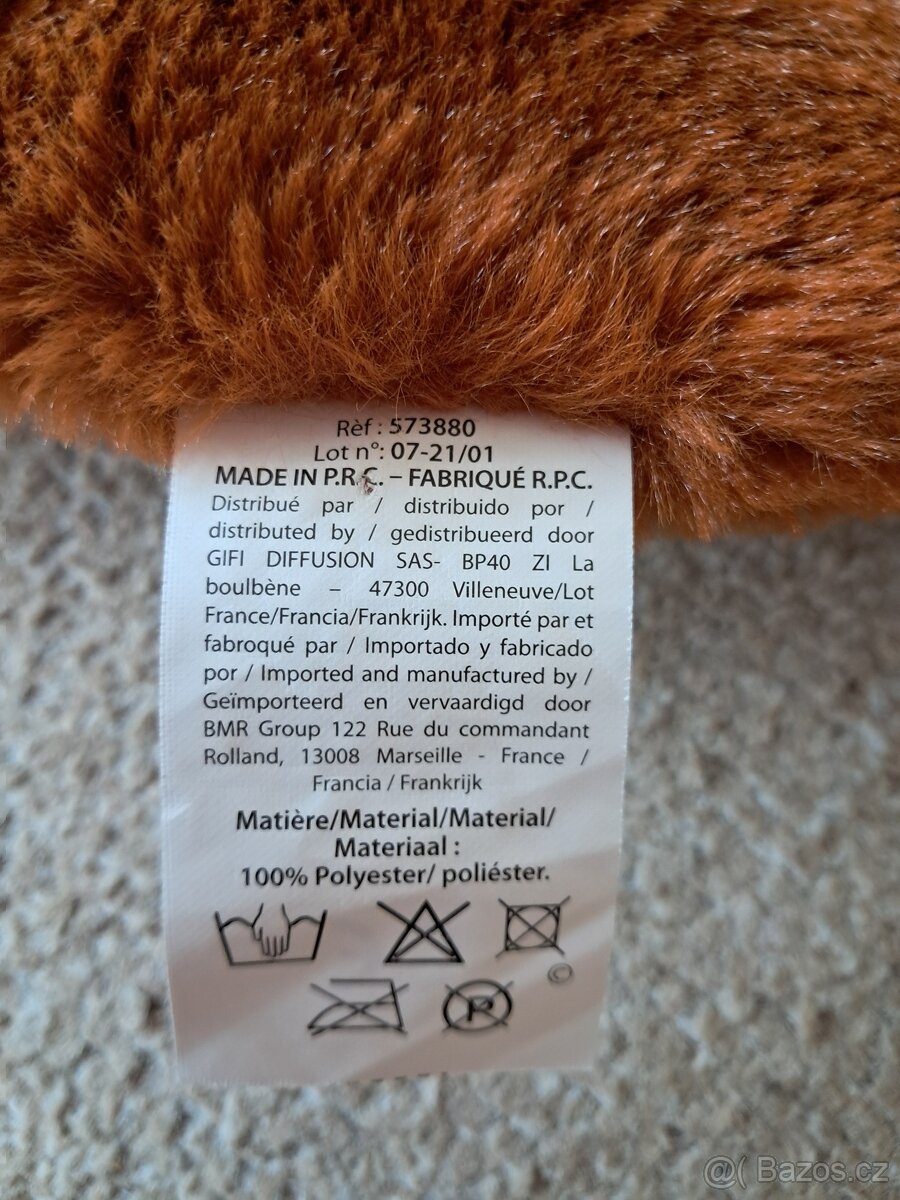 Rèf : 573880
Lot n°: 07-21/01
MADE IN P.R.C. – FABRIQUÉ R.P.C.
Distribué par / distribuido por /
distributed by / gedistribueerd door
GIFI DIFFUSION SAS- BP40 ZI La
boulbène – 47300 Villeneuve/Lot
France/Francia/Frankrijk. Importé par et
fabroqué par / Importado y fabricado
por / Imported and manufactured by /
Geïmporteerd en vervaardigd door
BMR Group 122 Rue du commandant
Rolland, 13008 Marseille - France /
Francia / Frankrijk
Matière/Material/Material/
Materiaal :
100% Polyester/ poliéster.
©
P
@( Bazos.cz